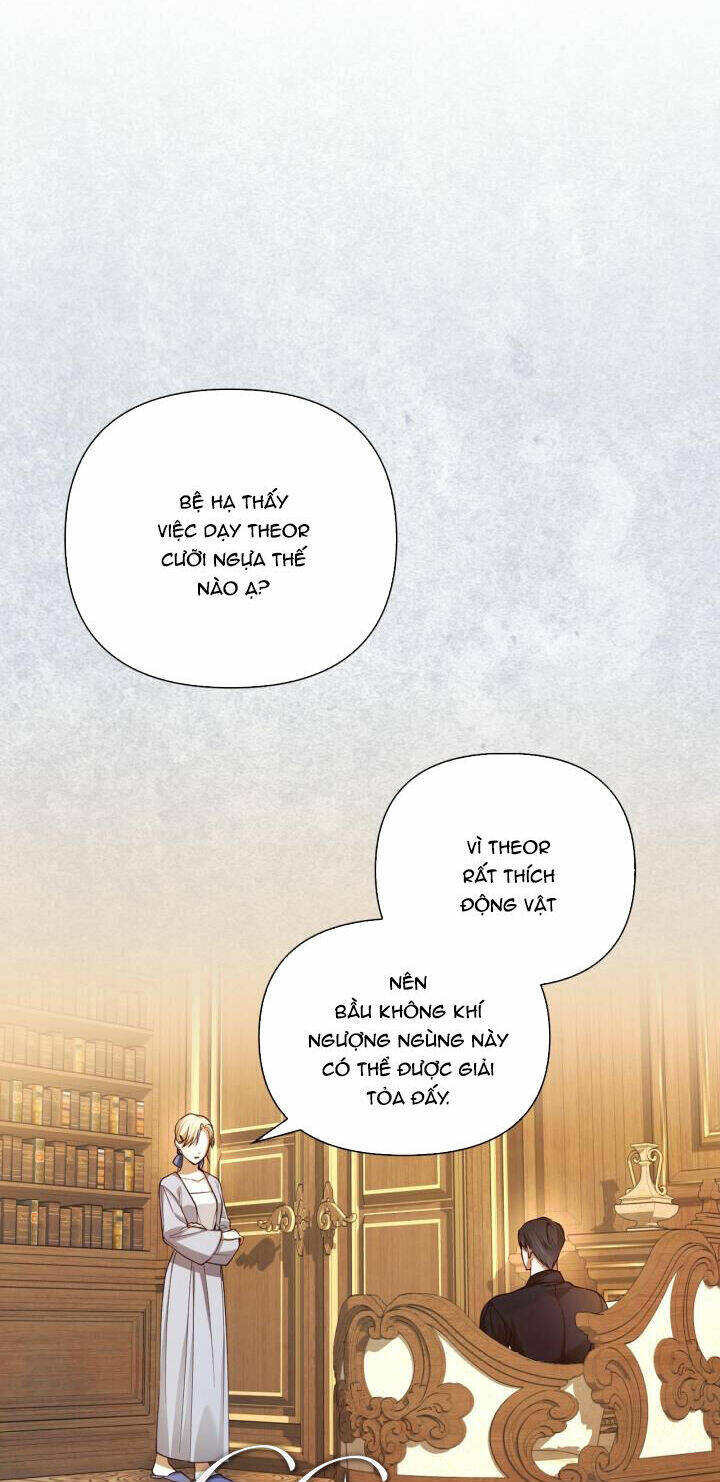 BỆ HẠ THẤY
VIỆC DẠY THEOR
CƯỠI NGỰA THẾ
NÀO Ạ?
VÌ THEOR
RẤT THÍCH
ĐỘNG VẬT
NÊN
BẦU KHÔNG KHÍ
NGƯỢNG NGÙNG NÀY
CÓ THỂ ĐƯỢC GIẢI
TỎA ĐẤY.